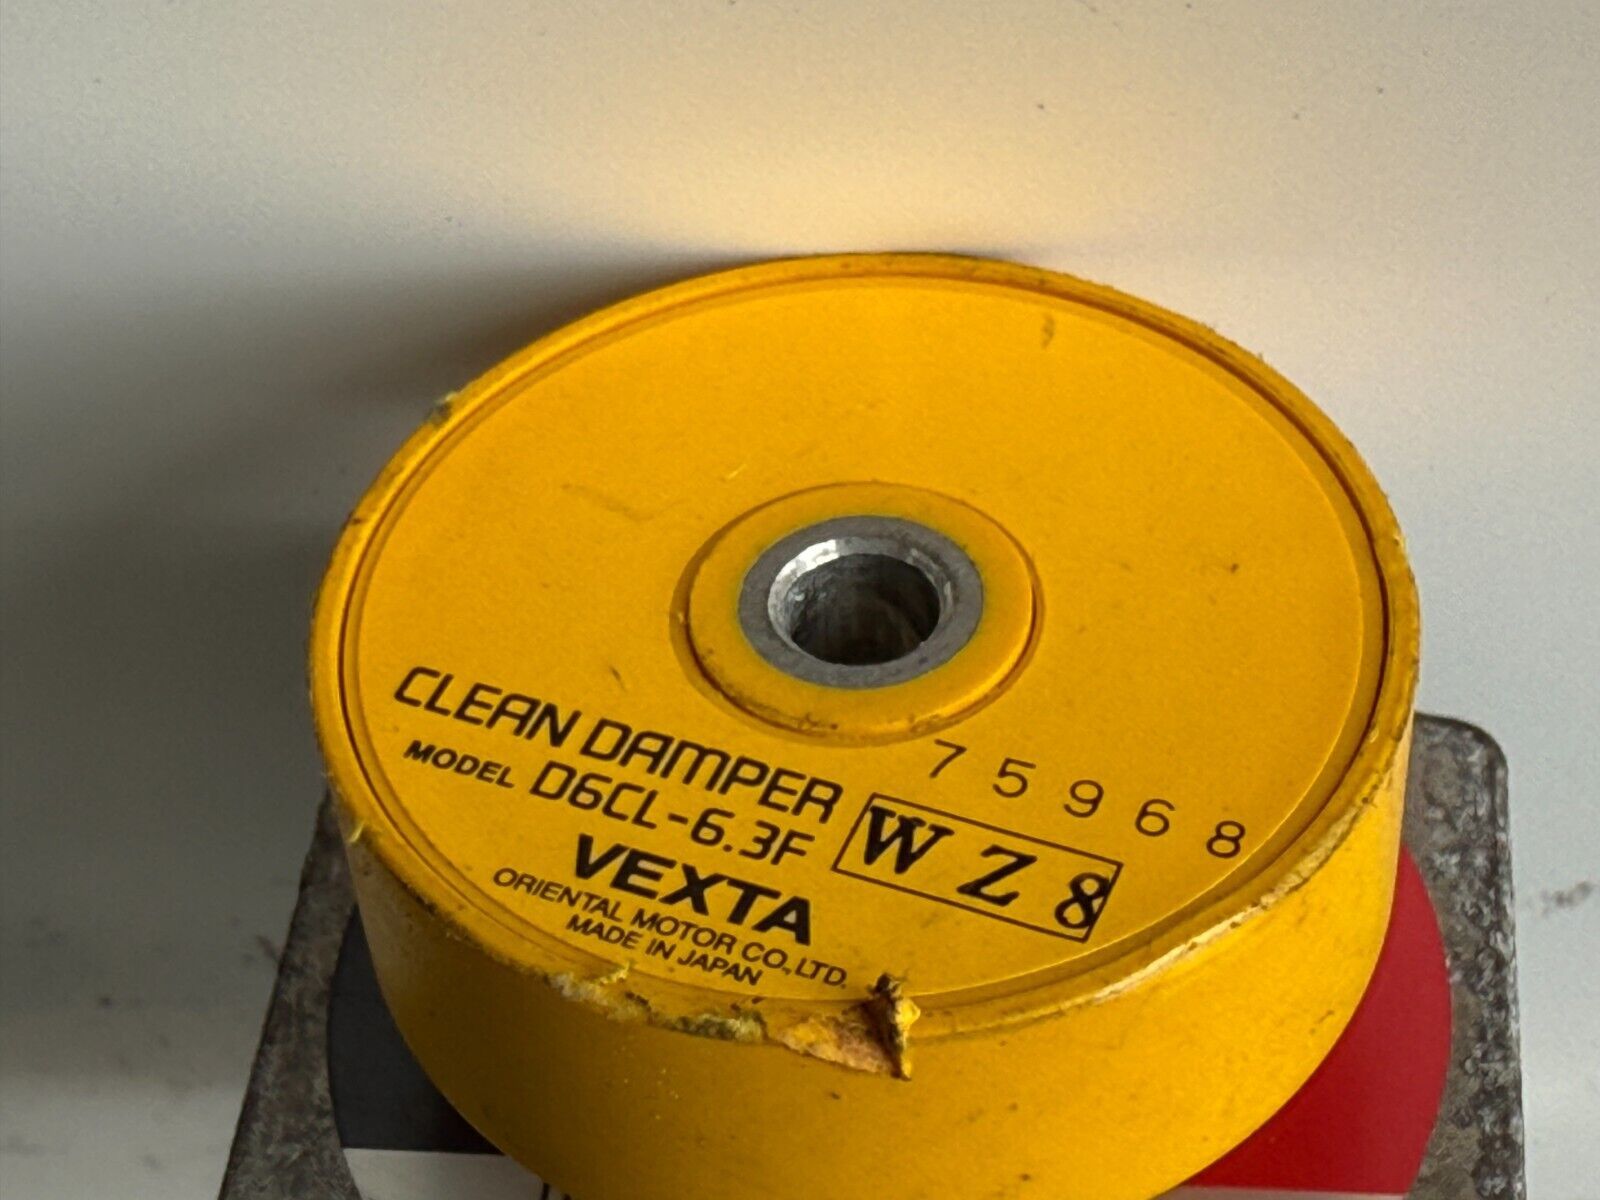 CLEAN DAMPER
MODEL D6CL-6.3F
VEXTA
ORIENTAL MOTOR CO.,LTD.
MADE IN JAPAN
75968
WZ8